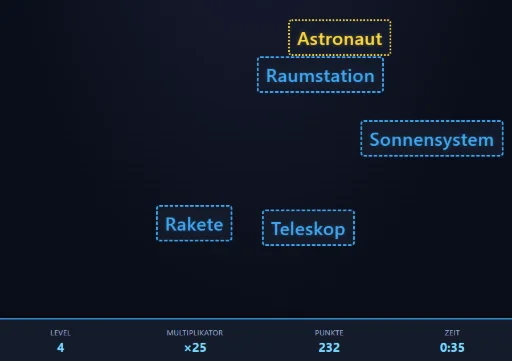 Astronaut
Raumstation
Sonnensystem
Rakete
Teleskop
LEVEL MULTIPLIKATOR PUNKTE ZEIT
4 ×25 232 0:35